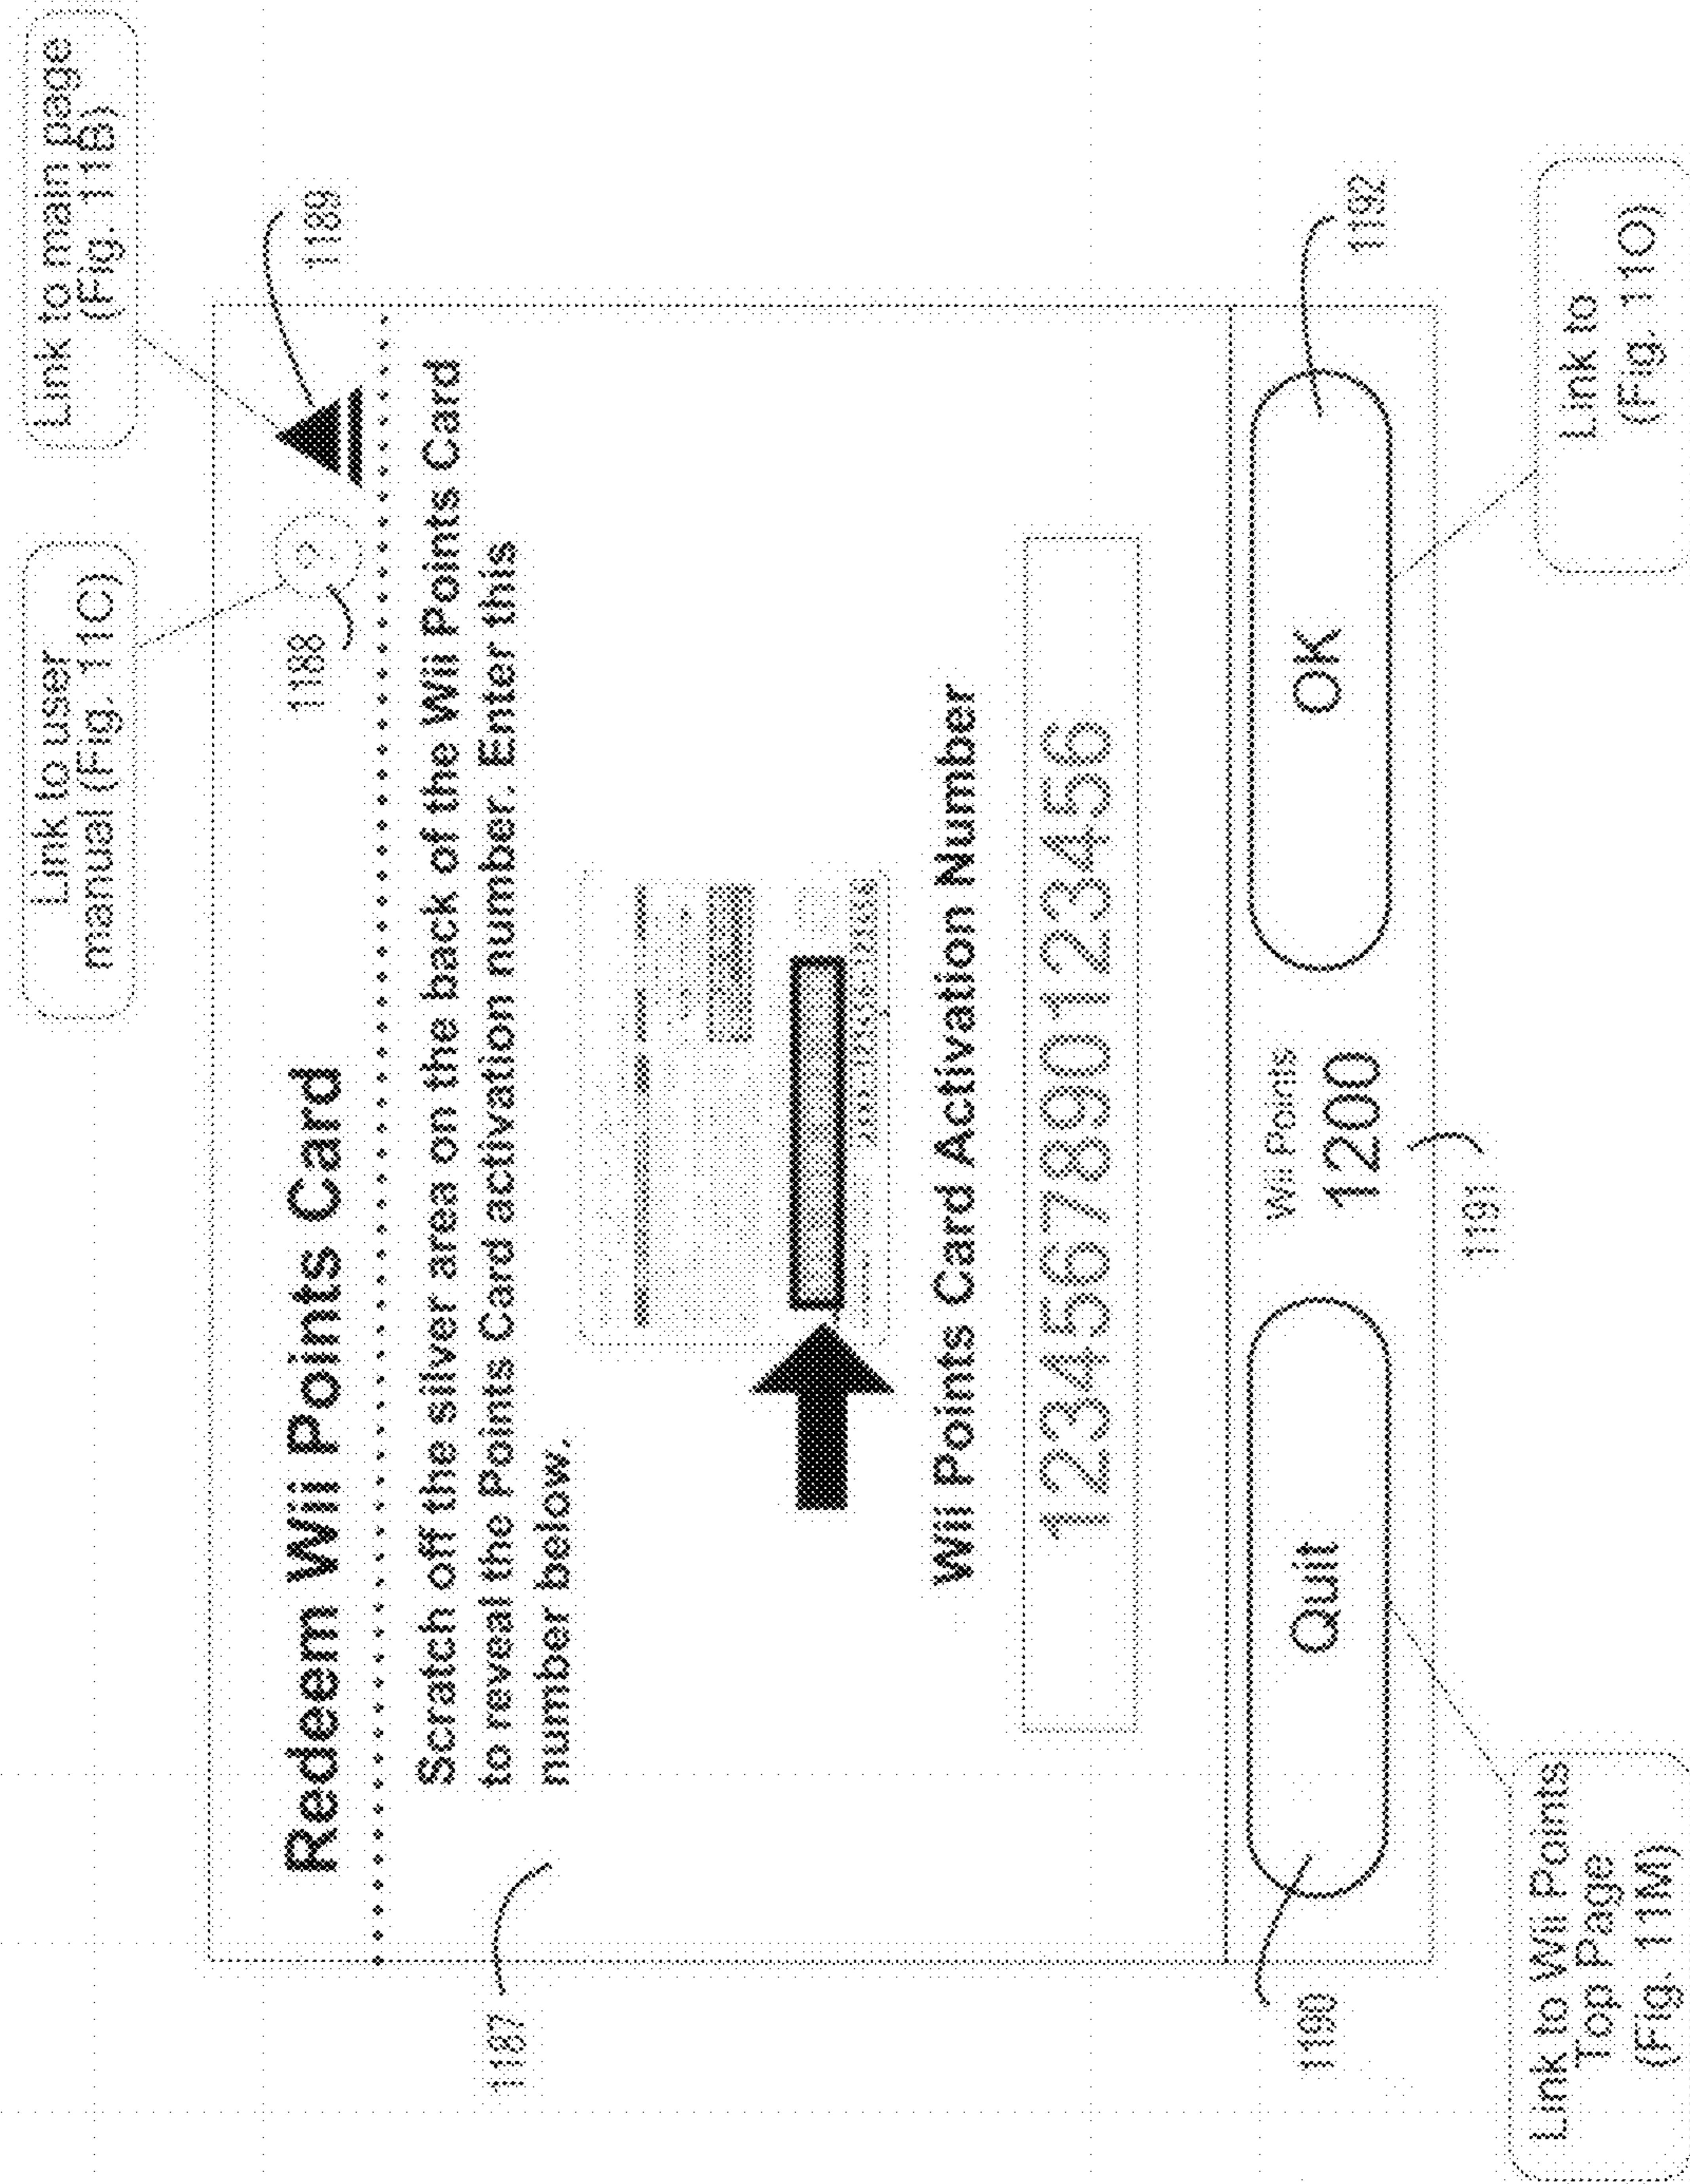 Link to user
manual (Fig. 11C)
Link to main page
(Fig. 11B)
Redeem Wii Points Card
?
1188
1189
Scratch off the silver area on the back of the Wii Points Card
to reveal the Points Card activation number. Enter this
number below.
1187
Wii Points Card Activation Number
1234567890123456
Quit
Wii Points
1200
OK
1190
1191
1192
Link to Wii Points
Top Page
(Fig. 11M)
Link to
(Fig. 11O)